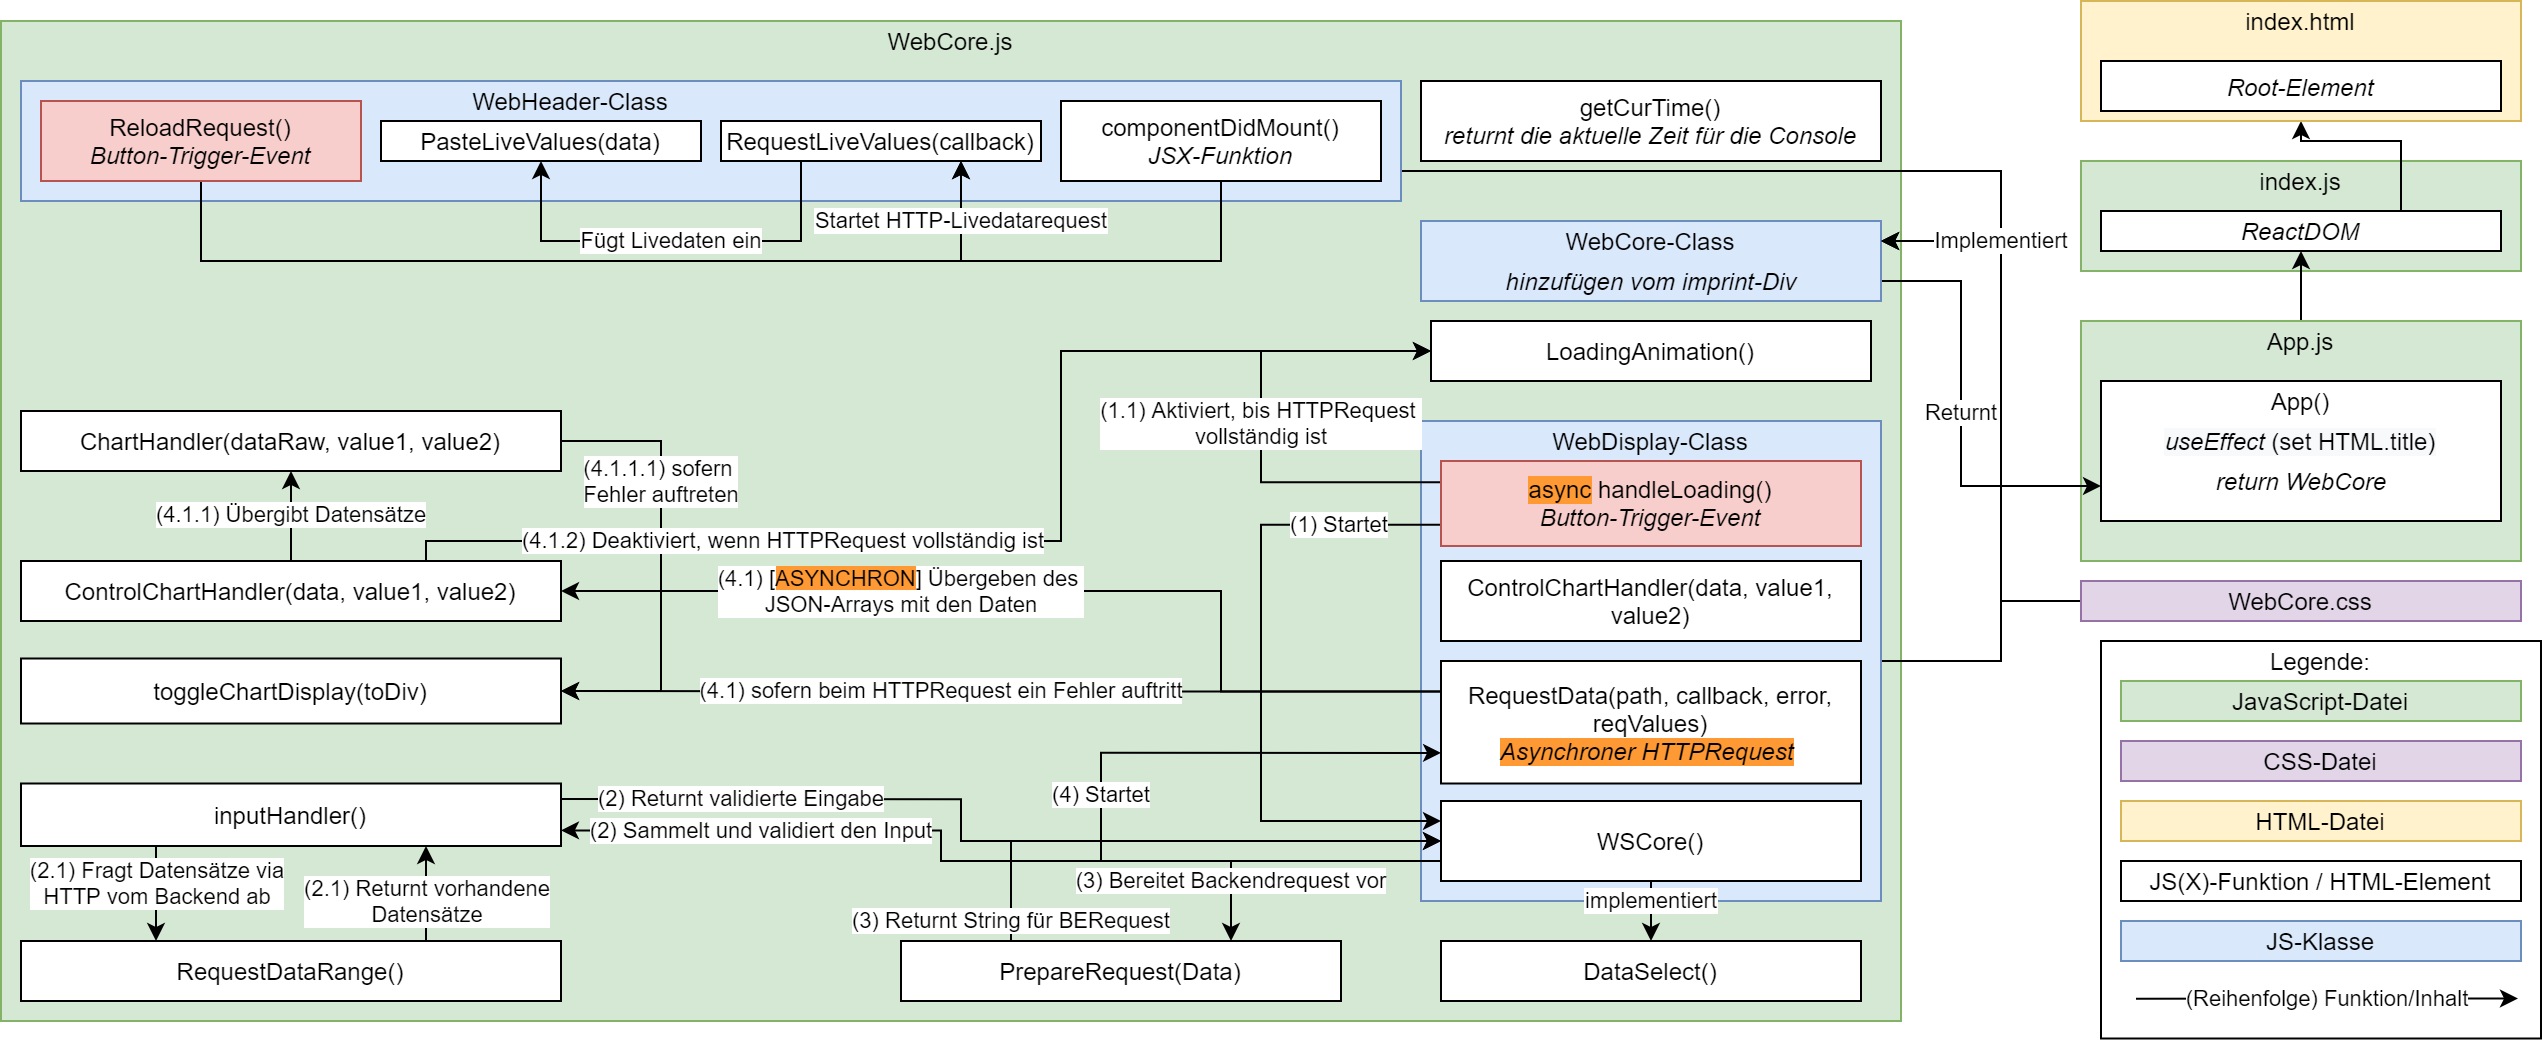 WebCore.js
WebHeader-Class
ReloadRequest()
Button-Trigger-Event
PasteLiveValues(data)
RequestLiveValues(callback)
componentDidMount()
JSX-Funktion
getCurTime()
returnt die aktuelle Zeit für die Console
Startet HTTP-Livedatarequest
Fügt Livedaten ein
WebCore-Class
hinzufügen vom imprint-Div
Implementiert
Returnt
LoadingAnimation()
(1.1) Aktiviert, bis HTTPRequest
vollständig ist
ChartHandler(dataRaw, value1, value2)
(4.1.1.1) sofern
Fehler auftreten
(4.1.1) Übergibt Datensätze
(4.1.2) Deaktiviert, wenn HTTPRequest vollständig ist
ControlChartHandler(data, value1, value2)
(4.1) [ASYNCHRON] Übergeben des
JSON-Arrays mit den Daten
toggleChartDisplay(toDiv)
(4.1) sofern beim HTTPRequest ein Fehler auftritt
WebDisplay-Class
async handleLoading()
Button-Trigger-Event
(1) Startet
ControlChartHandler(data, value1,
value2)
RequestData(path, callback, error,
reqValues)
Asynchroner HTTPRequest
(4) Startet
inputHandler()
(2) Returnt validierte Eingabe
(2) Sammelt und validiert den Input
WSCore()
(2.1) Fragt Datensätze via
HTTP vom Backend ab
(2.1) Returnt vorhandene
Datensätze
(3) Bereitet Backendrequest vor
(3) Returnt String für BERequest
implementiert
RequestDataRange()
PrepareRequest(Data)
DataSelect()
index.html
Root-Element
index.js
ReactDOM
App.js
App()
useEffect (set HTML.title)
return WebCore
WebCore.css
Legende:
JavaScript-Datei
CSS-Datei
HTML-Datei
JS(X)-Funktion / HTML-Element
JS-Klasse
(Reihenfolge) Funktion/Inhalt